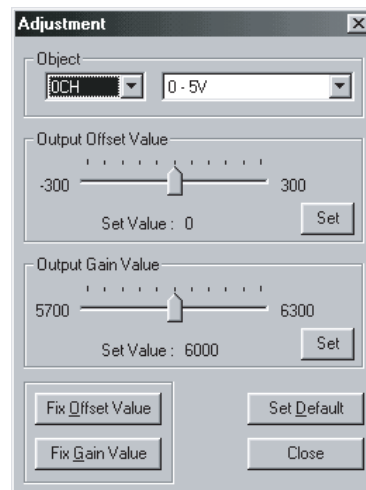 Adjustment
Object
0CH
0 - 5V
Output Offset Value
-300
300
Set Value : 0
Set
Output Gain Value
5700
6300
Set Value : 6000
Set
Fix Offset Value
Set Default
Fix Gain Value
Close